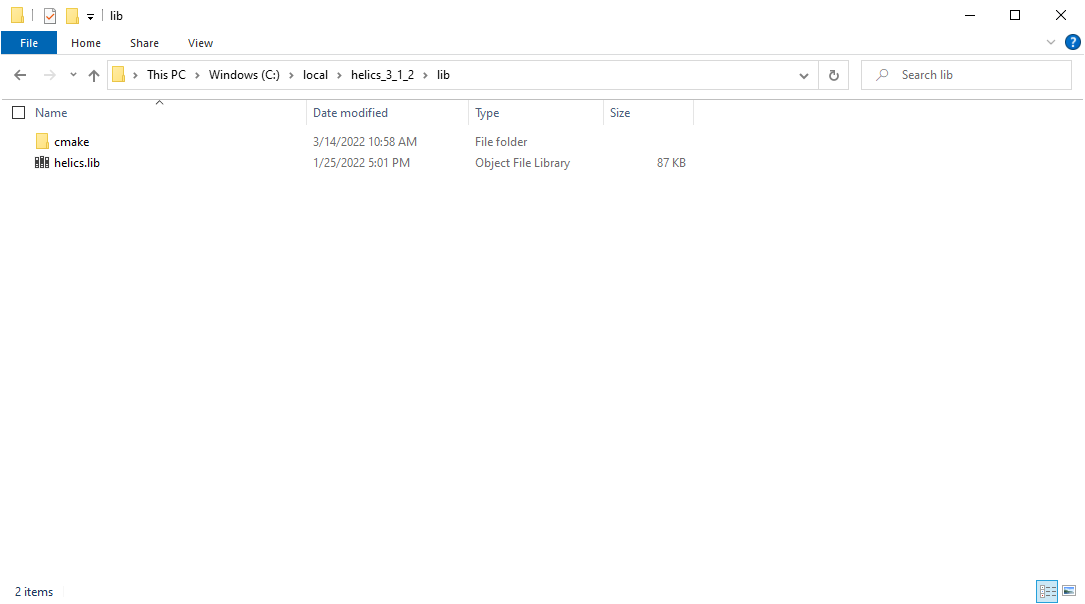 lib
File Home Share View ?
This PC Windows (C:) local helics_3_1_2 lib Search lib
Name Date modified Type Size
cmake 3/14/2022 10:58 AM File folder
helics.lib 1/25/2022 5:01 PM Object File Library 87 KB
2 items